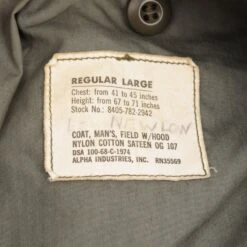 REGULAR LARGE
Chest: from 41 to 45 inches
Height: from 67 to 71 inches
Stock No.: 8405-782-2942
NEWLON
COAT, MAN'S, FIELD W/HOOD
NYLON COTTON SATEEN OG 107
DSA 100-68-C-1974
ALPHA INDUSTRIES, INC. RN35569